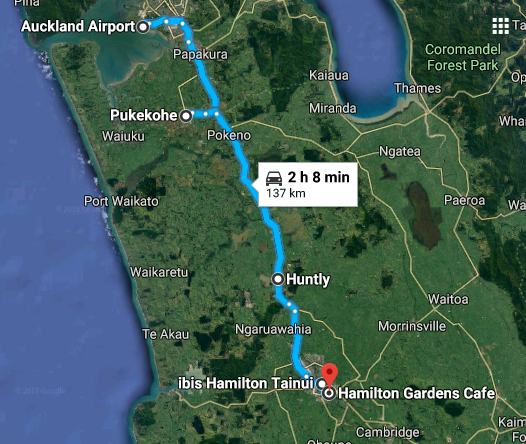 Pina
Auckland Airport
Papakura
Coromandel
Forest Park
Kaiaua
Thames
Pukekohe
Miranda
Waiuku
Pokeno
Ngatea
2 h 8 min
137 km
Port Waikato
Paeroa
Waikaretu
Huntly
Waitoa
Ngaruawahia
Morrinsville
Te Akau
ibis Hamilton Tainui
Hamilton Gardens Cafe
Cambridge